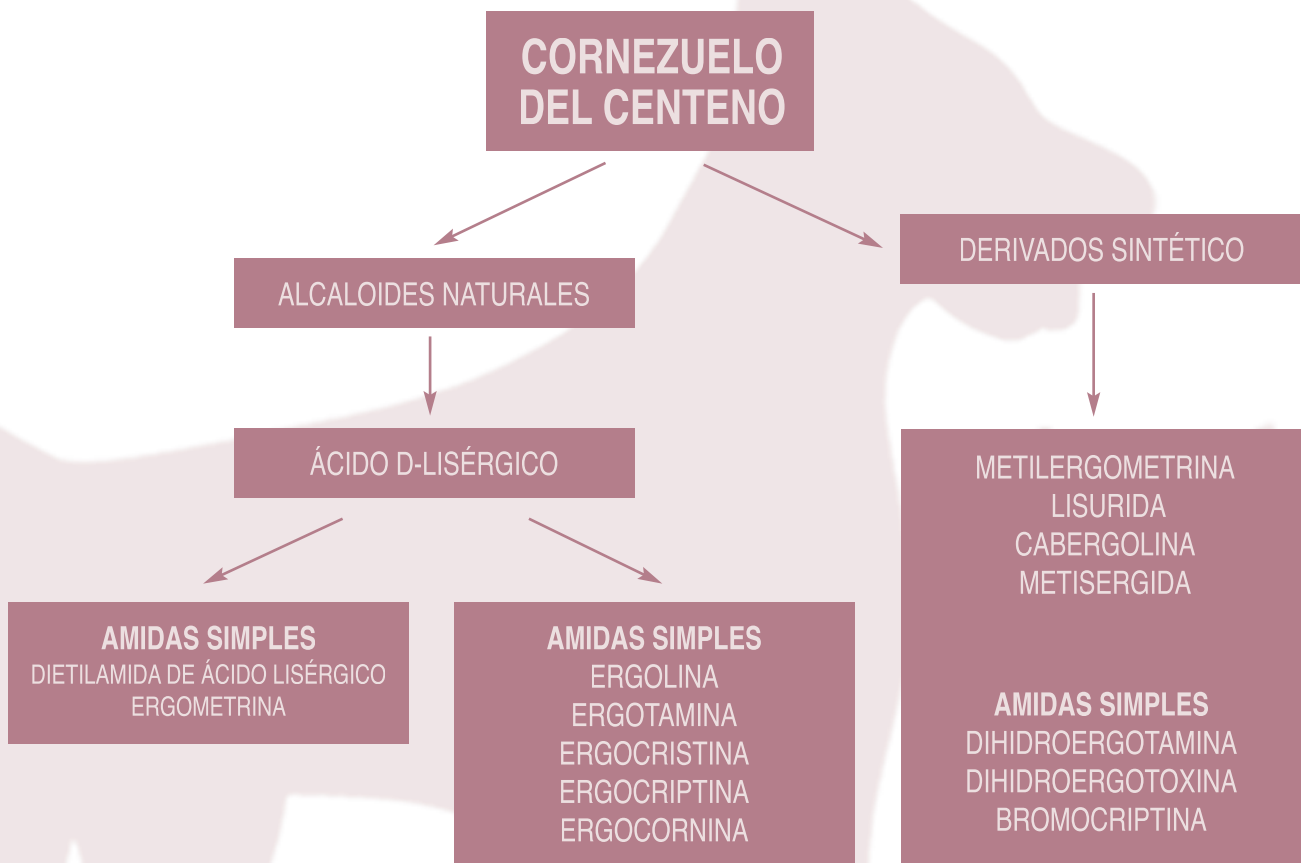 CORNEZUELO
DEL CENTENO
DERIVADOS SINTÉTICO
ALCALOIDES NATURALES
ÁCIDO D-LISÉRGICO
AMIDAS SIMPLES
DIETILAMIDA DE ÁCIDO LISÉRGICO
ERGOMETRINA
AMIDAS SIMPLES
ERGOLINA
ERGOTAMINA
ERGOCRISTINA
ERGOCRIPTINA
ERGOCORNINA
METILERGOMETRINA
LISURIDA
CABERGOLINA
METISERGIDA
AMIDAS SIMPLES
DIHIDROERGOTAMINA
DIHIDROERGOTOXINA
BROMOCRIPTINA